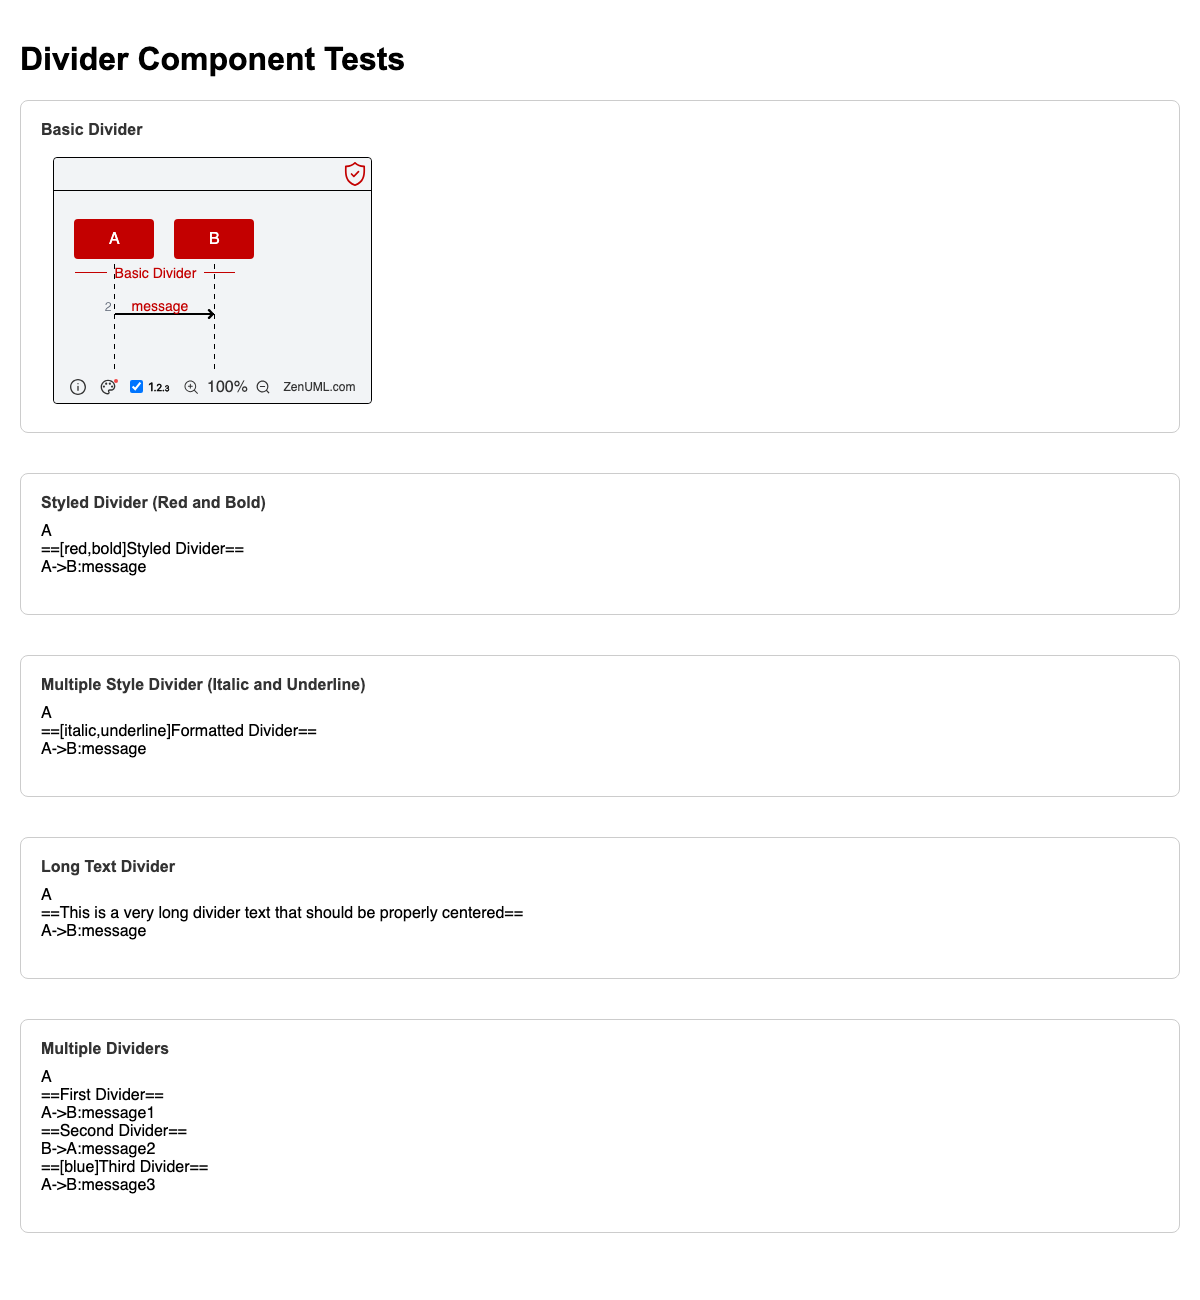 Divider Component Tests
Basic Divider
A B
Basic Divider
2 message
1.2.3 100% ZenUML.com
Styled Divider (Red and Bold)
A
==[red,bold]Styled Divider==
A->B:message
Multiple Style Divider (Italic and Underline)
A
==[italic,underline]Formatted Divider==
A->B:message
Long Text Divider
A
==This is a very long divider text that should be properly centered==
A->B:message
Multiple Dividers
A
==First Divider==
A->B:message1
==Second Divider==
B->A:message2
==[blue]Third Divider==
A->B:message3